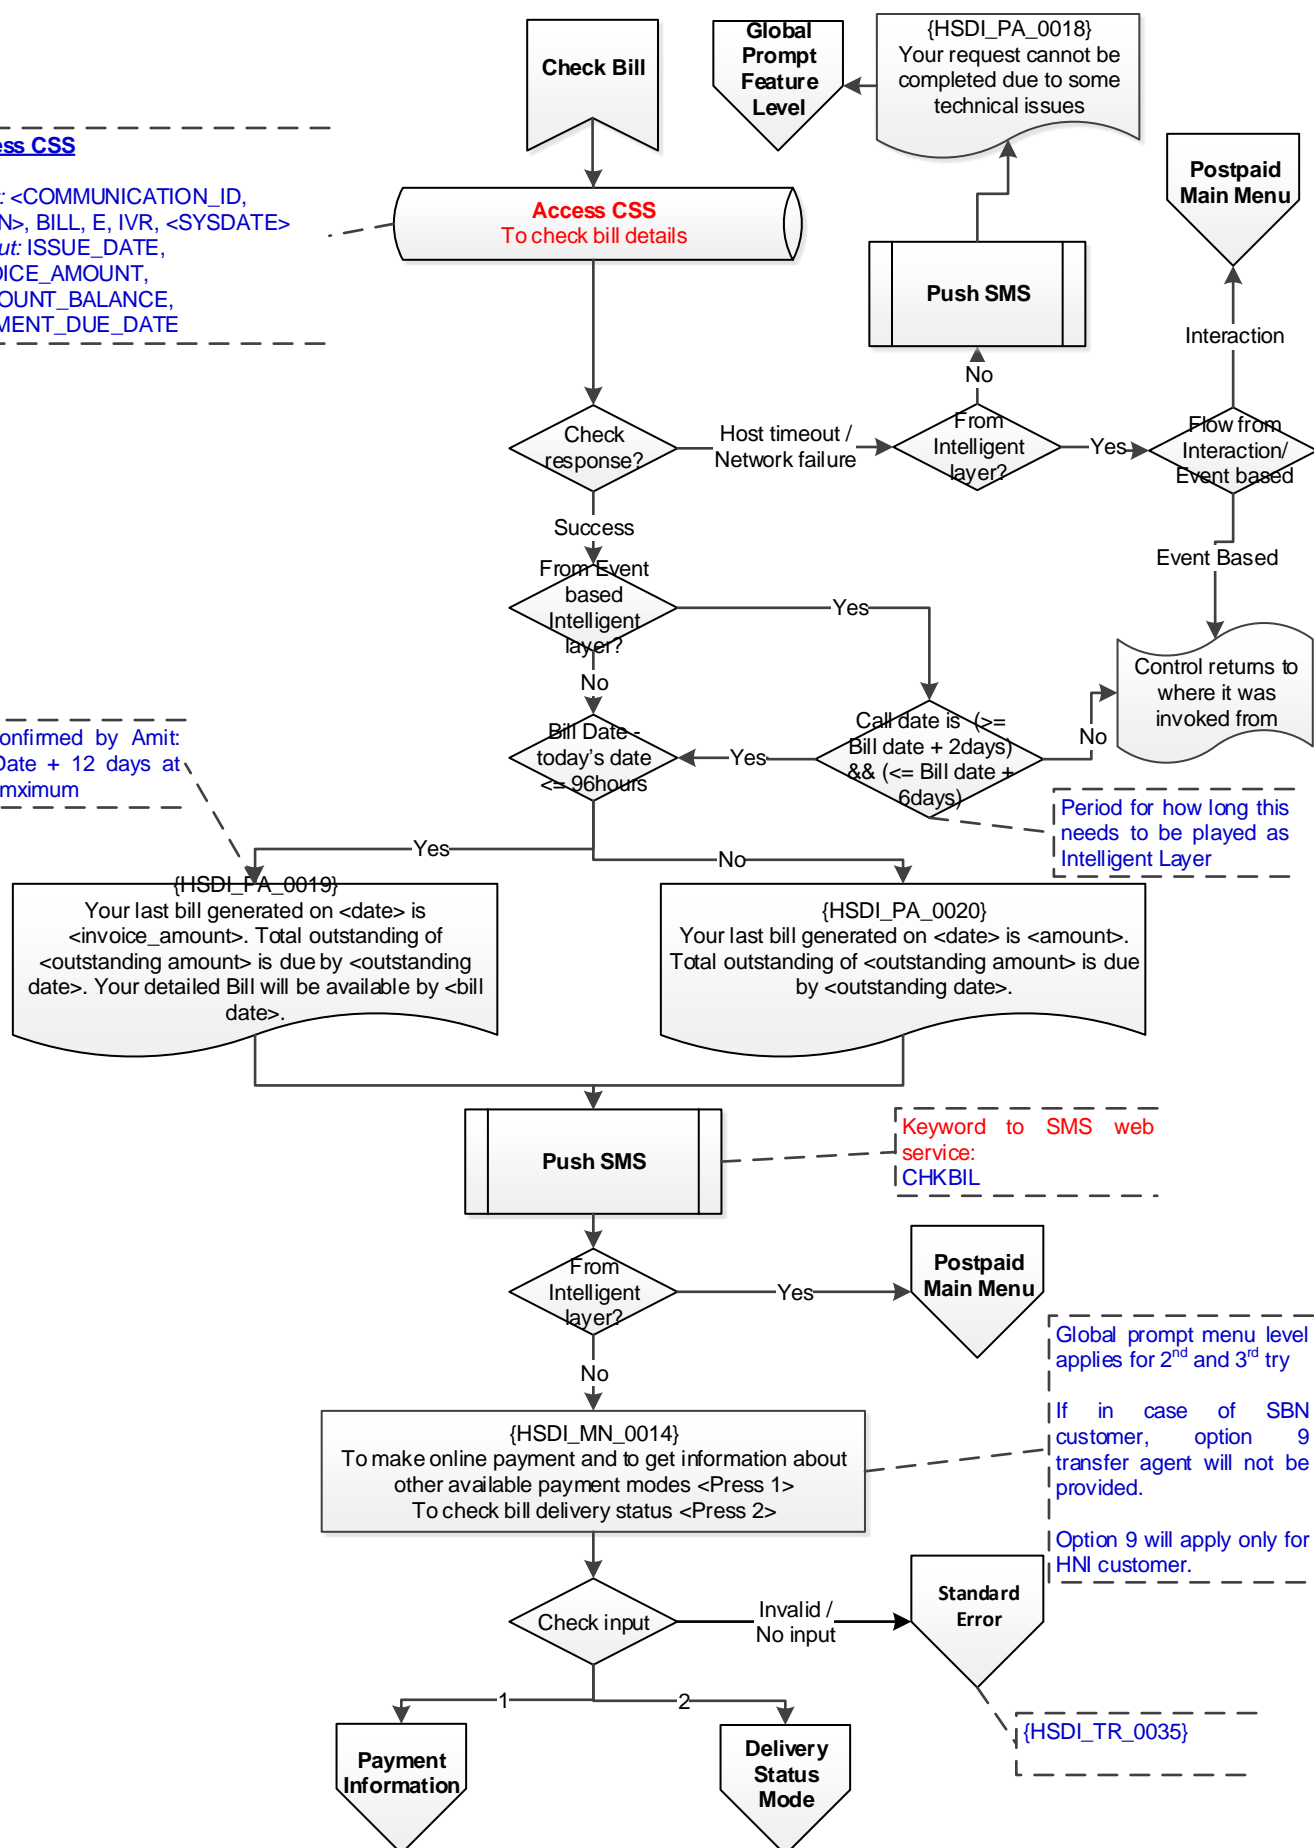 Check Bill
Global
Prompt
Feature
Level
{HSDI_PA_0018}
Your request cannot be
completed due to some
technical issues
Postpaid
Main Menu
ess CSS
t: <COMMUNICATION_ID,
N>, BILL, E, IVR, <SYSDATE>
ut: ISSUE_DATE,
OICE_AMOUNT,
OUNT_BALANCE,
MENT_DUE_DATE
Access CSS
To check bill details
Push SMS
Interaction
No
Check
response?
Host timeout /
Network failure
From
Intelligent
layer?
Yes
Flow from
Interaction/
Event based
Success
Event Based
From Event
based
Intelligent
layer?
Yes
No
Control returns to
where it was
invoked from
Bill Date -
today's date
<= 96hours
Yes
Call date is (>=
Bill date + 2days)
&& (<= Bill date +
6days)
No
onfirmed by Amit:
Date + 12 days at
mximum
Period for how long this
needs to be played as
Intelligent Layer
Yes
No
{HSDI_PA_0019}
Your last bill generated on <date> is
<invoice_amount>. Total outstanding of
<outstanding amount> is due by <outstanding
date>. Your detailed Bill will be available by <bill
date>.
{HSDI_PA_0020}
Your last bill generated on <date> is <amount>.
Total outstanding of <outstanding amount> is due
by <outstanding date>.
Push SMS
Keyword to SMS web
service:
CHKBIL
From
Intelligent
layer?
Yes
Postpaid
Main Menu
No
{HSDI_MN_0014}
To make online payment and to get information about
other available payment modes <Press 1>
To check bill delivery status <Press 2>
Global prompt menu level
applies for 2nd and 3rd try
If in case of SBN
customer, option 9
transfer agent will not be
provided.
Option 9 will apply only for
HNI customer.
Check input
Invalid /
No input
Standard
Error
1
2
{HSDI_TR_0035}
Payment
Information
Delivery
Status
Mode